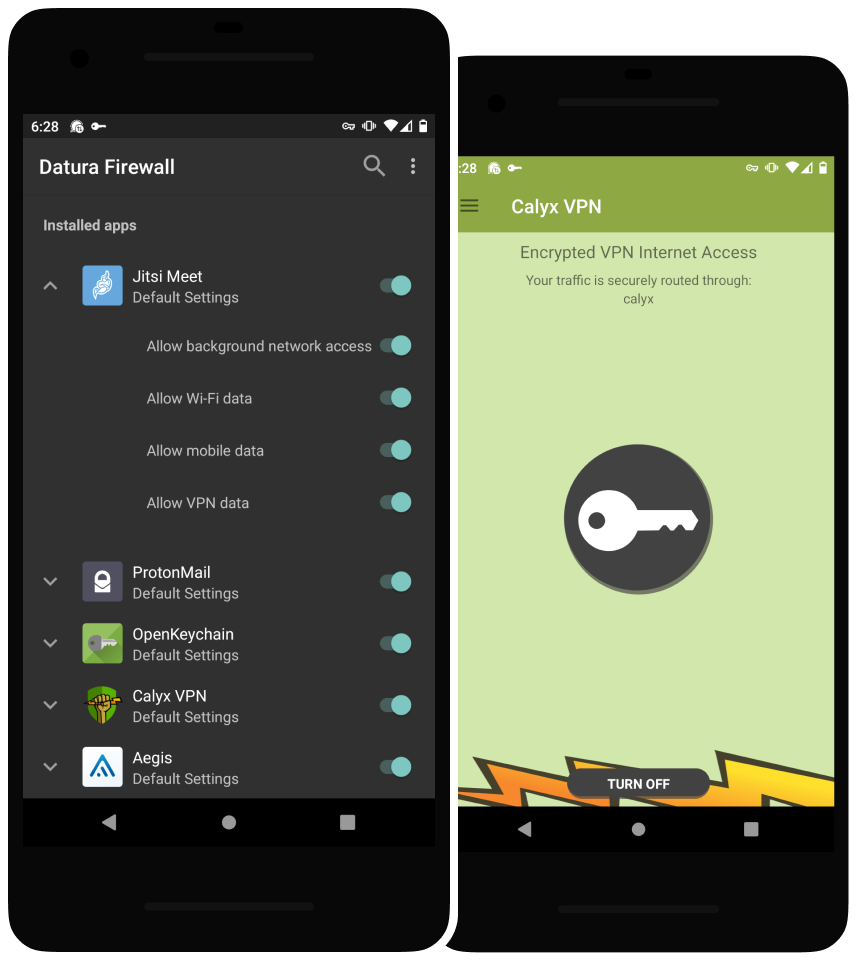 6:28
Datura Firewall
Installed apps
Jitsi Meet
Default Settings
Allow background network access
Allow Wi-Fi data
Allow mobile data
Allow VPN data
ProtonMail
Default Settings
OpenKeychain
Default Settings
Calyx VPN
Default Settings
Aegis
Default Settings
:28
Calyx VPN
Encrypted VPN Internet Access
Your traffic is securely routed through:
calyx
TURN OFF